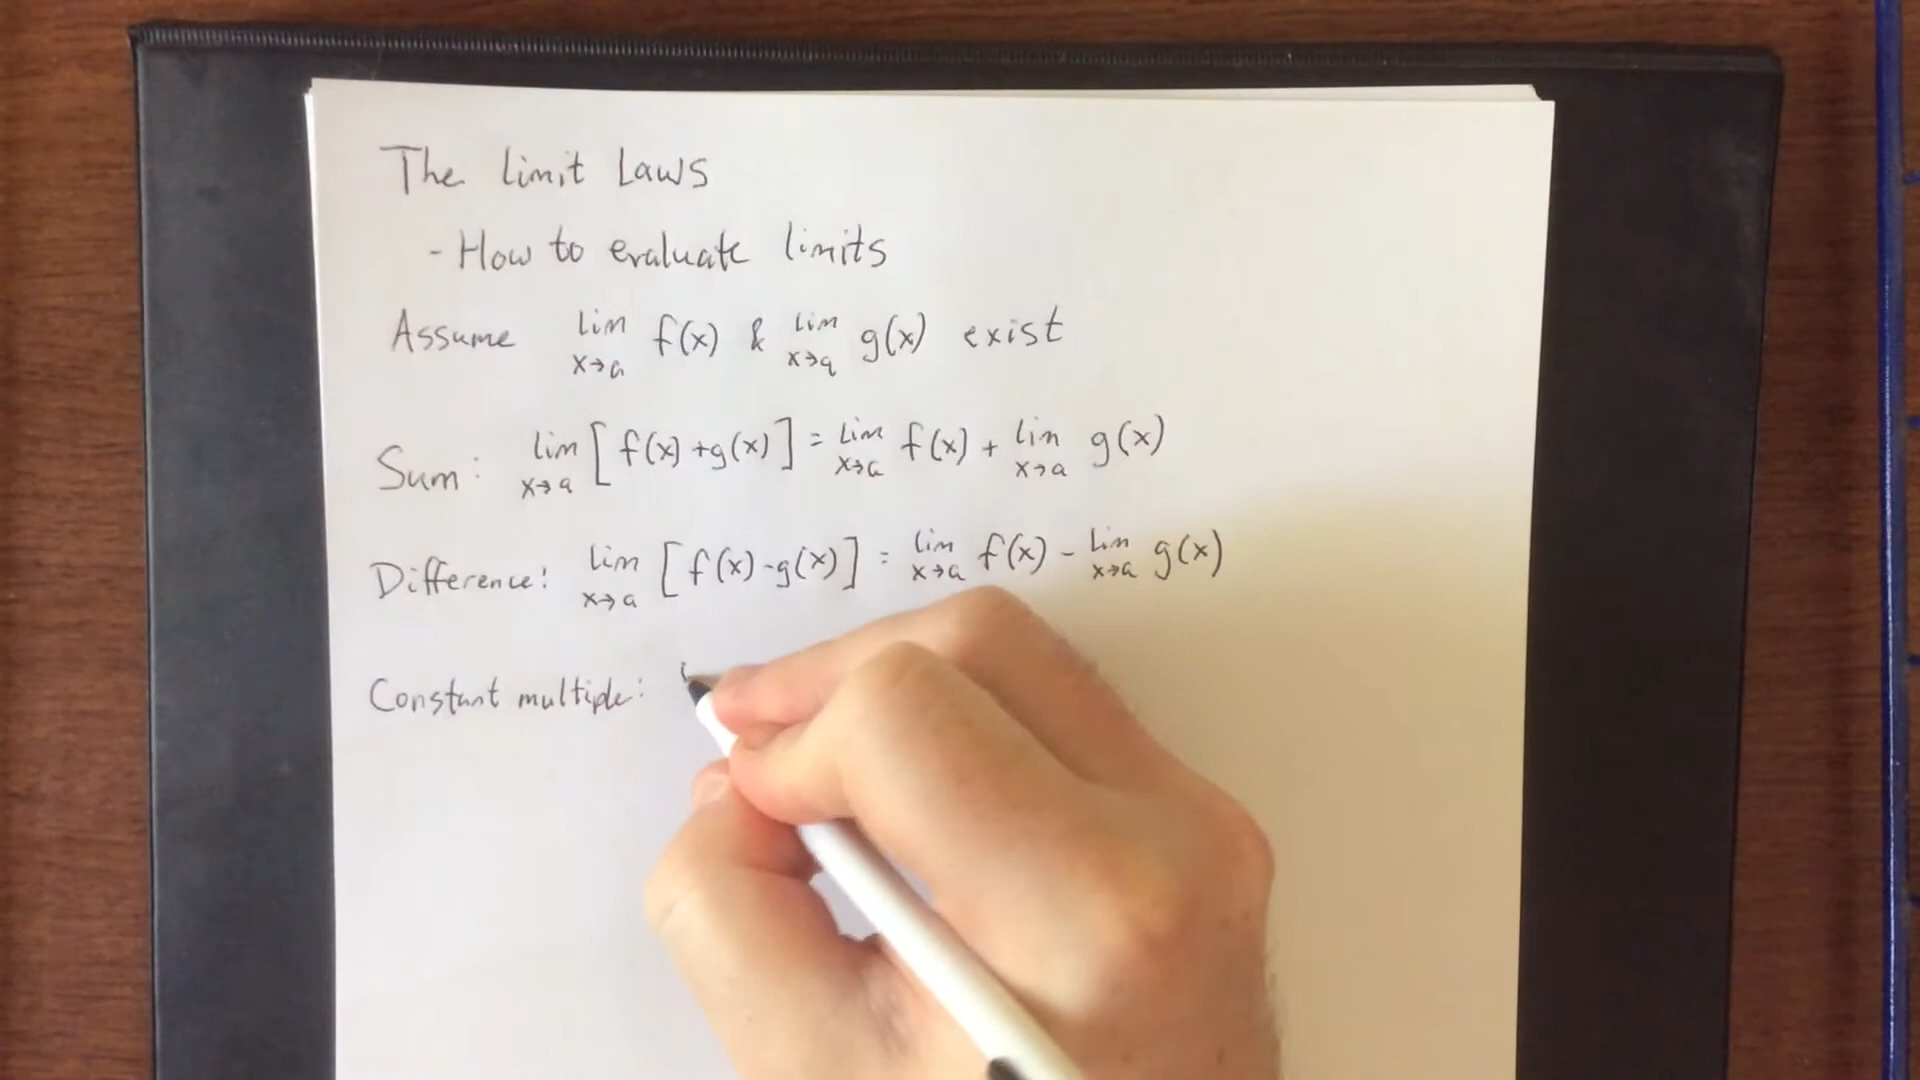 The limit Laws
- How to evaluate limits
Assume lim x→a f(x) & lim x→a g(x) exist
Sum: lim x→a [f(x)+g(x)] = lim x→a f(x) + lim x→a g(x)
Difference: lim x→a [f(x)-g(x)] = lim x→a f(x) - lim x→a g(x)
Constant multiple: